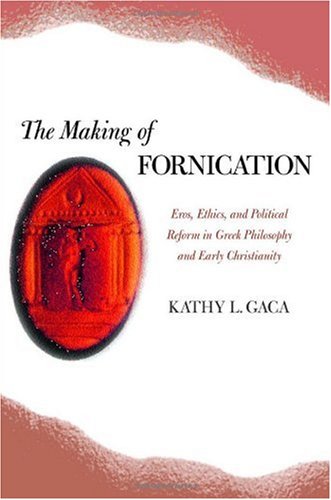 The Making of
FORNICATION
Eros, Ethics, and Political
Reform in Greek Philosophy
and Early Christianity
KATHY L. GACA